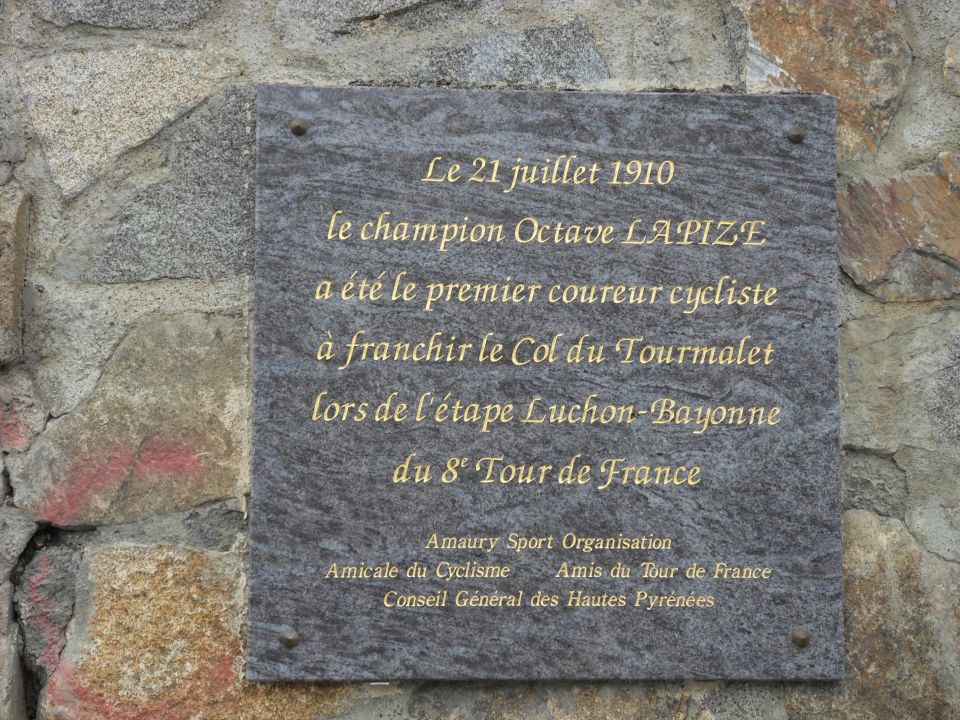 Le 21 juillet 1910
le champion Octave LAPIZE
a été le premier coureur cycliste
à franchir le Col du Tourmalet
lors de l'étape Luchon-Bayonne
du 8e Tour de France
Amaury Sport Organisation
Amicale du Cyclisme Amis du Tour de France
Conseil Général des Hautes Pyrénées